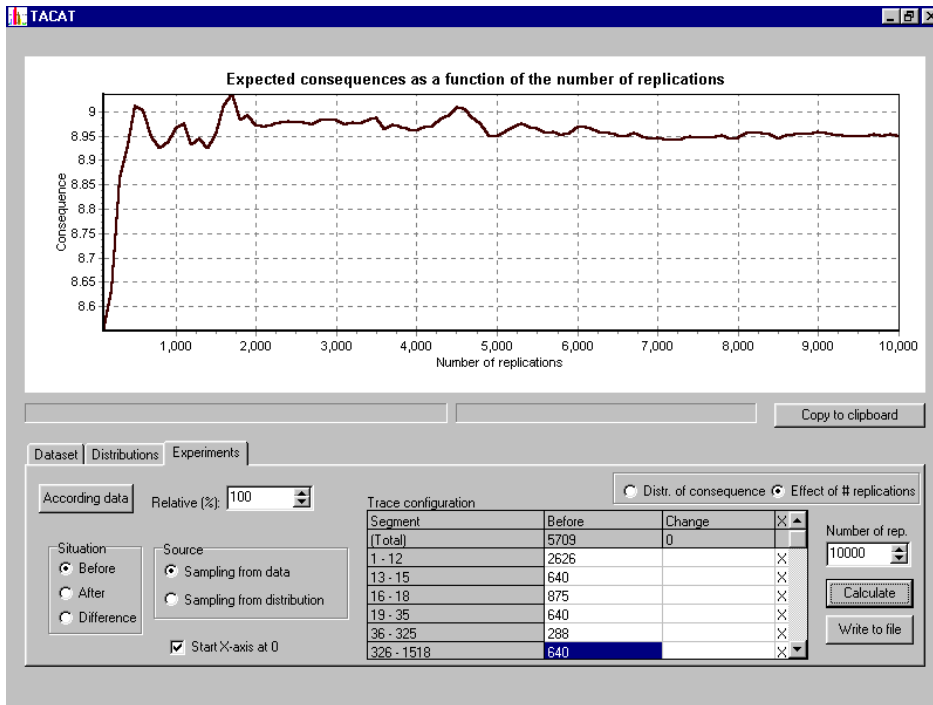 TACAT
Expected consequences as a function of the number of replications
Consequence
9
8.95
8.9
8.85
8.8
8.75
8.7
8.65
8.6
1,000 2,000 3,000 4,000 5,000 6,000 7,000 8,000 9,000 10,000
Number of replications
Copy to clipboard
Dataset Distributions Experiments
According data
Relative (%): 100
Distr. of consequence Effect of # replications
Situation
Before
After
Difference
Source
Sampling from data
Sampling from distribution
Start X-axis at 0
Trace configuration
Segment Before Change X
(Total) 5709 0
1 - 12 2626 X
13 - 15 640 X
16 - 18 875 X
19 - 35 640 X
36 - 325 288 X
326 - 1518 640 X
Number of rep.
10000
Calculate
Write to file